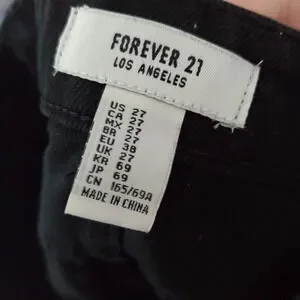 FOREVER 21
LOS ANGELES
US 27
CA 27
MX 27
BR 27
EU 38
UK 27
KR 69
JP 69
CN 165/69A
MADE IN CHINA